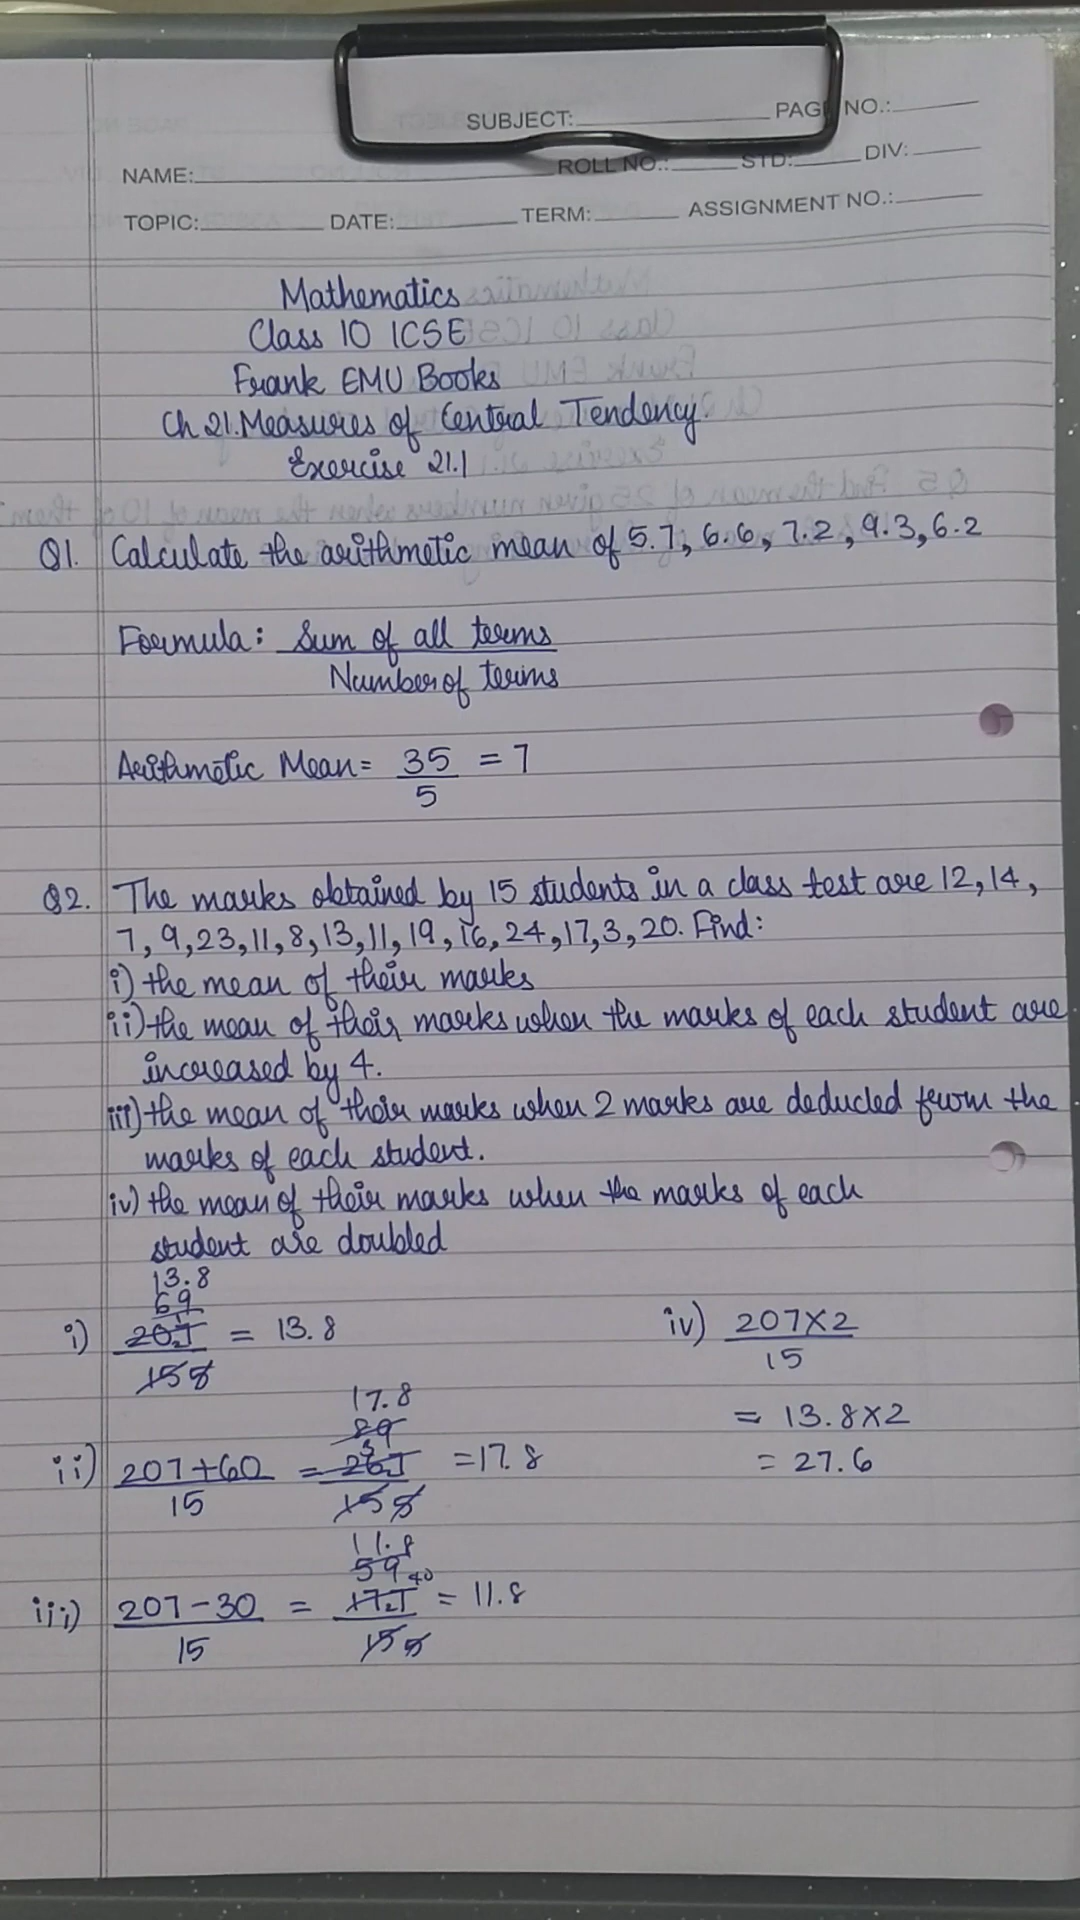 SUBJECT: PAGE NO.:
NAME: ROLL NO.: STD: DIV:
TOPIC: DATE: TERM: ASSIGNMENT NO.:
Mathematics
Class 10 ICSE
Frank EMU Books
Ch 21. Measures of Central Tendency.
Exercise 21.1
Q1. Calculate the arithmetic mean of 5.7, 6.6, 7.2, 9.3, 6.2
Formula: Sum of all terms
Number of terms
Arithmetic Mean = 35 = 7
5
Q2. The marks obtained by 15 students in a class test are 12, 14,
7, 9, 23, 11, 8, 13, 11, 19, 16, 24, 17, 3, 20. Find:
i) the mean of their marks
ii) the mean of their marks when the marks of each student are
increased by 4.
iii) the mean of their marks when 2 marks are deducted from the
marks of each student.
iv) the mean of their marks when the marks of each
student are doubled
13.8
69
i) 207 = 13.8 iv) 207×2
15 5 15
17.8 = 13.8×2
89
ii) 207+60 = 267 = 17.8 = 27.6
15 15 5
11.8
59
iii) 207-30 = 177 = 11.8
15 15 5